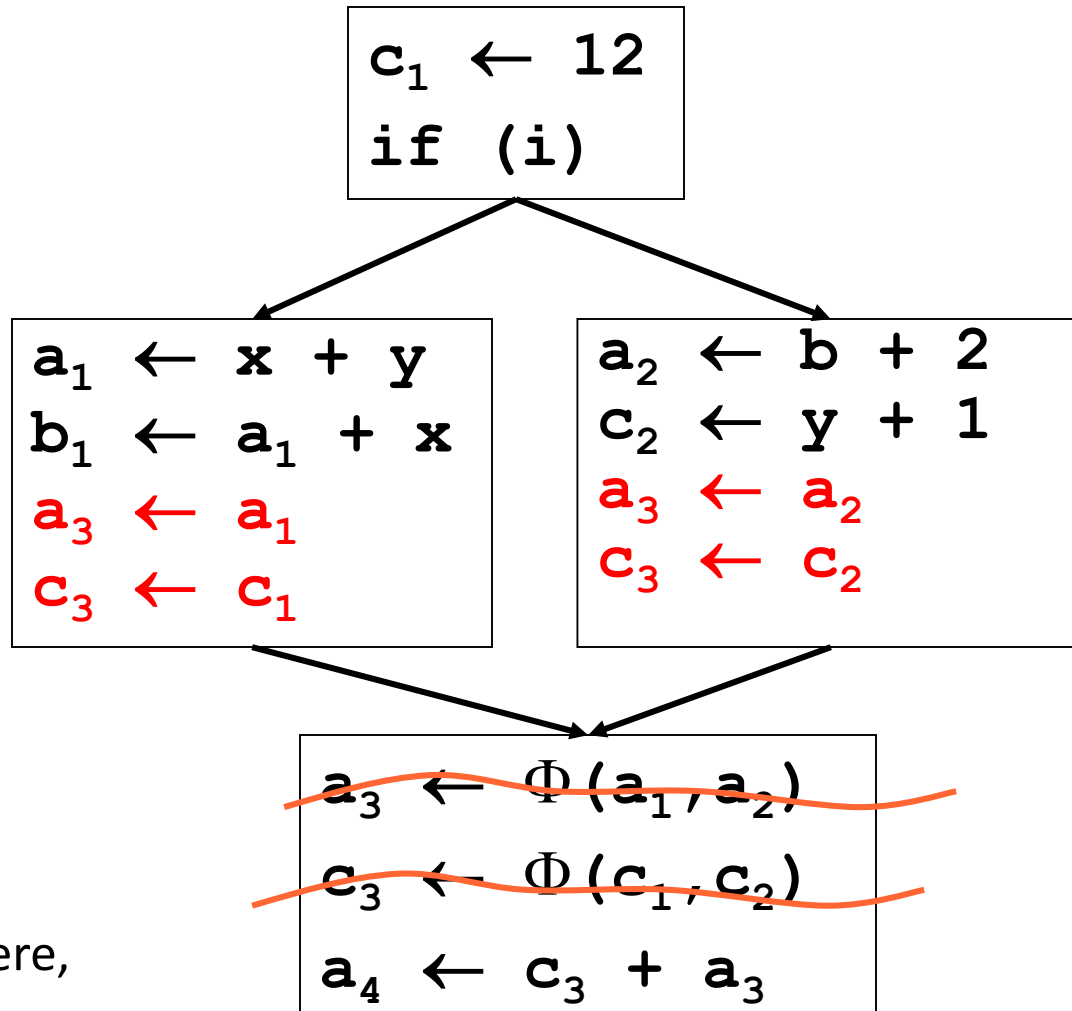 c₁ ← 12
if (i)
a₁ ← x + y
b₁ ← a₁ + x
a₃ ← a₁
c₃ ← c₁
a₂ ← b + 2
c₂ ← y + 1
a₃ ← a₂
c₃ ← c₂
a₃ ← Φ(a₁,a₂)
c₃ ← Φ(c₁,c₂)
a₄ ← c₃ + a₃
ere,